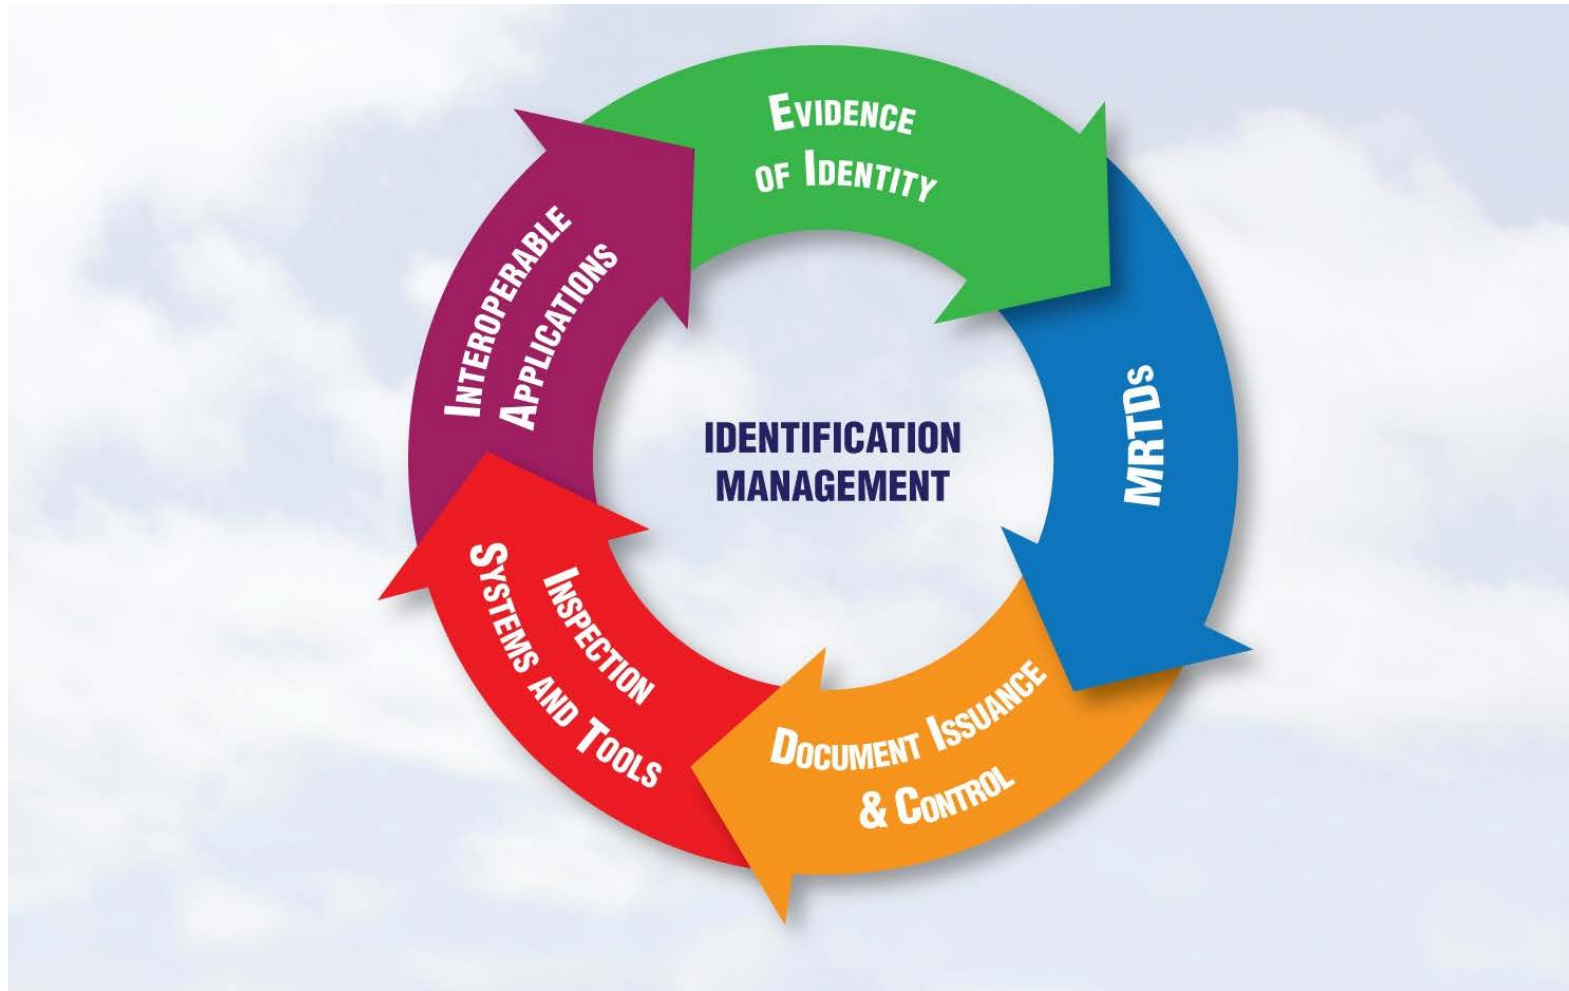 EVIDENCE
OF IDENTITY
MRTDs
DOCUMENT ISSUANCE
& CONTROL
INSPECTION
SYSTEMS AND TOOLS
INTEROPERABLE
APPLICATIONS
IDENTIFICATION
MANAGEMENT